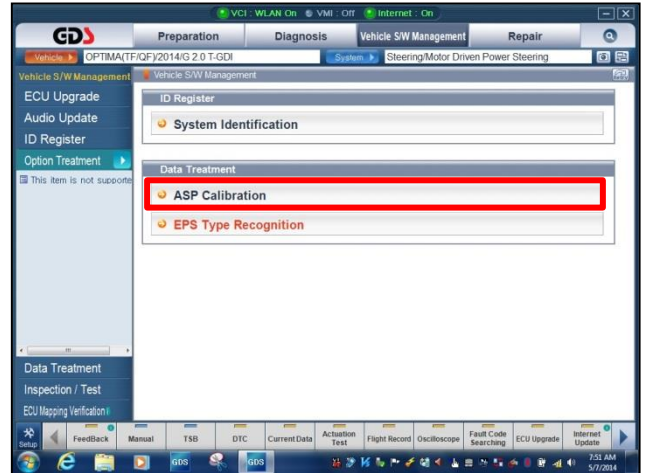 VCI : WLAN On VMI : Off Internet : On
GDS Preparation Diagnosis Vehicle S/W Management Repair
Vehicle OPTIMA(TF/QF)/2014/G 2.0 T-GDI System Steering/Motor Driven Power Steering
Vehicle S/W Management
Vehicle S/W Management
ECU Upgrade
Audio Update
ID Register
Option Treatment
This item is not supporte
ID Register
System Identification
Data Treatment
ASP Calibration
EPS Type Recognition
Data Treatment
Inspection / Test
ECU Mapping Verification
Setup FeedBack Manual TSB DTC Current Data Actuation Test Flight Record Oscilloscope Fault Code Searching ECU Upgrade Internet Update
GDS GDS 7:51 AM
5/7/2014